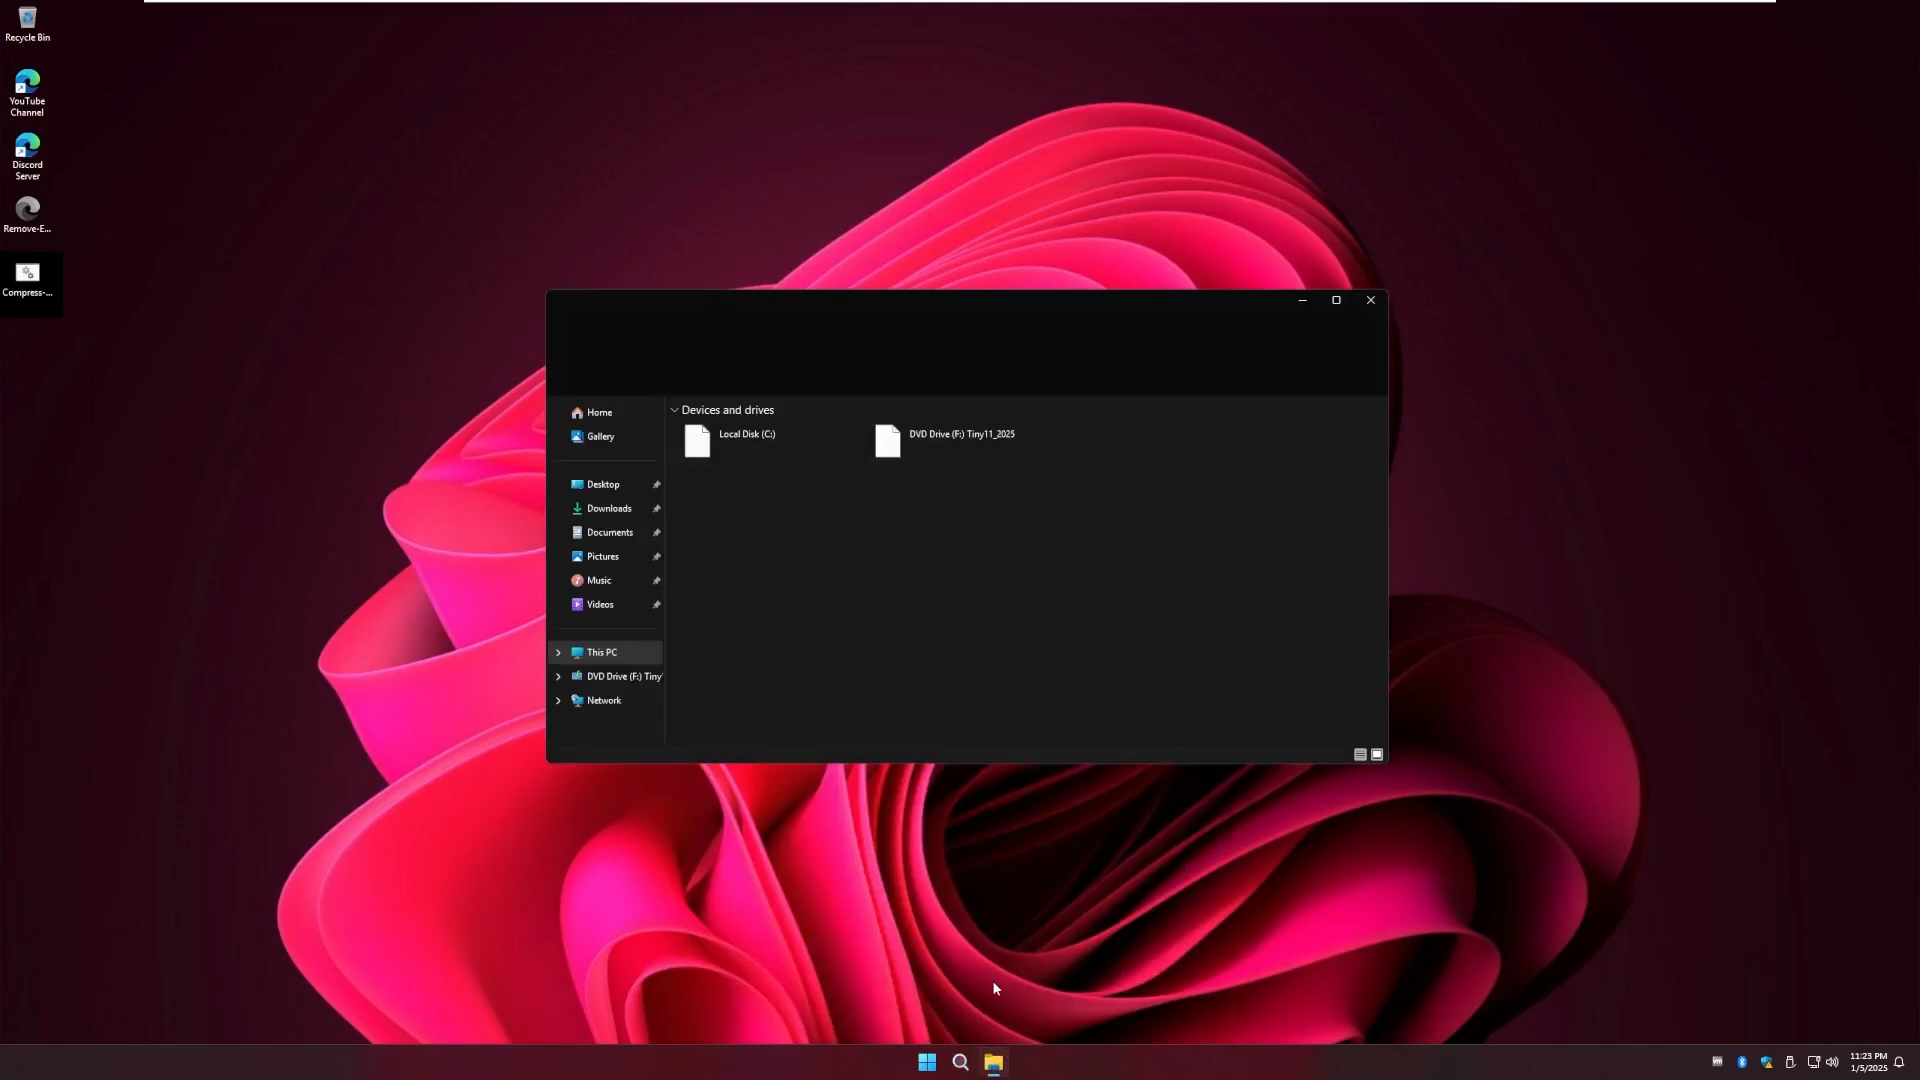 Recycle Bin
YouTube
Channel
Discord
Server
Remove-E...
Compress-...
Home
Gallery
Desktop
Downloads
Documents
Pictures
Music
Videos
This PC
DVD Drive (F:) Tiny
Network
Devices and drives
Local Disk (C:)
DVD Drive (F:) Tiny11_2025
vm
11:23 PM
1/5/2025